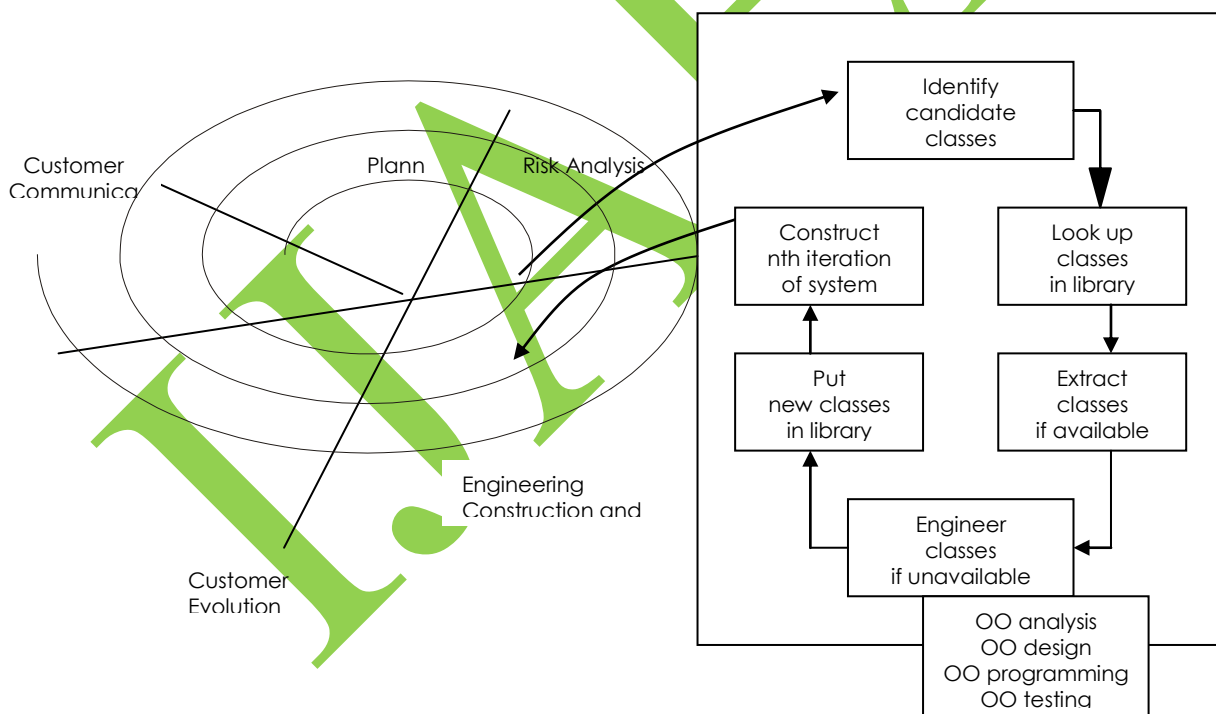 Identify
candidate
classes
Customer
Communica
Plann
Risk Analysis
Construct
nth iteration
of system
Look up
classes
in library
Put
new classes
in library
Extract
classes
if available
Engineering
Construction and
Engineer
classes
if unavailable
Customer
Evolution
OO analysis
OO design
OO programming
OO testing